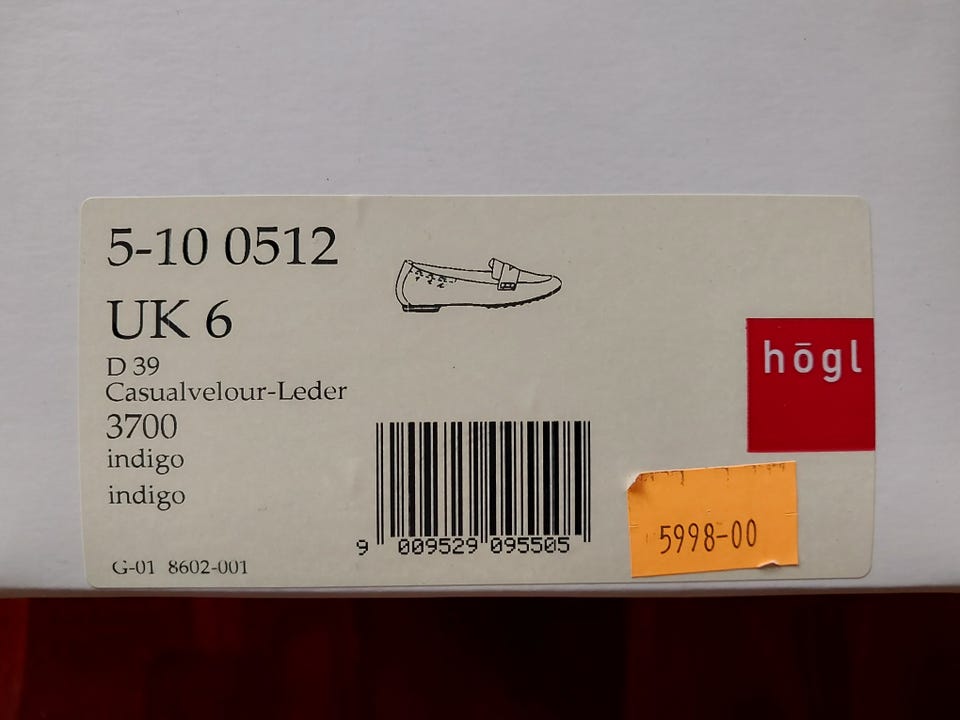 5-10 0512
UK 6
D 39
Casualvelour-Leder
3700
indigo
indigo
G-01 8602-001
9 009529 095505
högl
5998-00